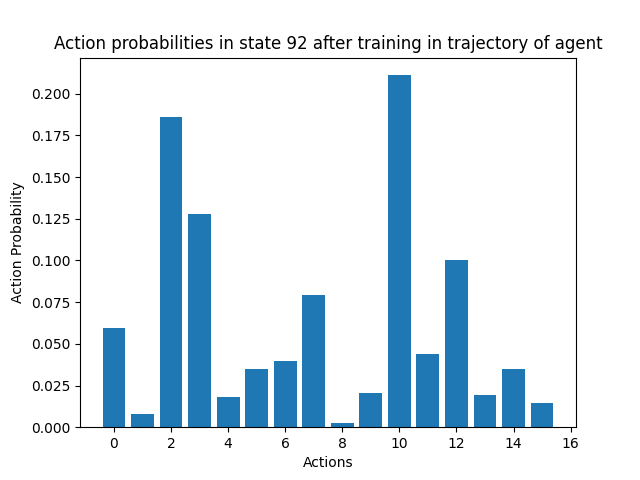 Action probabilities in state 92 after training in trajectory of agent
0.200
0.175
0.150
0.125
0.100
0.075
0.050
0.025
0.000
Action Probability
0 2 4 6 8 10 12 14 16
Actions